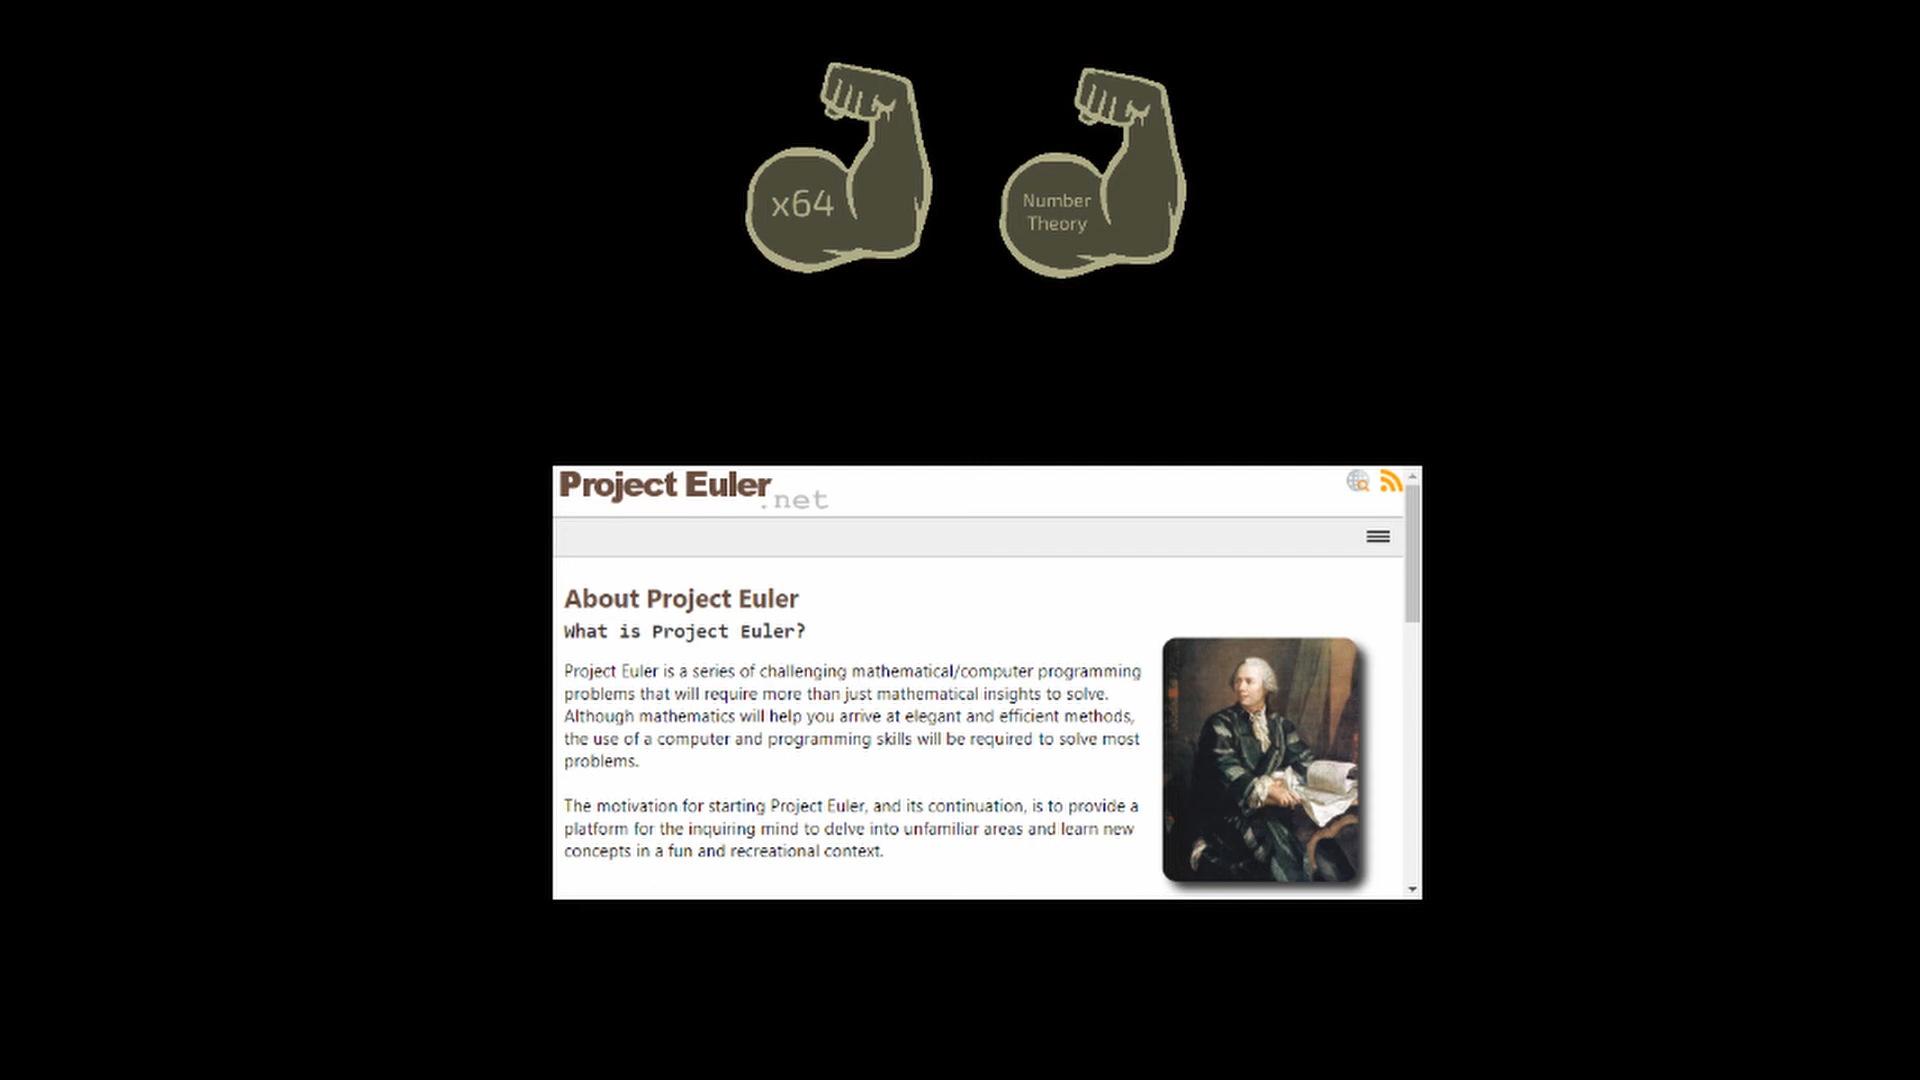 x64
Number
Theory
Project Euler
.net
About Project Euler
What is Project Euler?
Project Euler is a series of challenging mathematical/computer programming
problems that will require more than just mathematical insights to solve.
Although mathematics will help you arrive at elegant and efficient methods,
the use of a computer and programming skills will be required to solve most
problems.
The motivation for starting Project Euler, and its continuation, is to provide a
platform for the inquiring mind to delve into unfamiliar areas and learn new
concepts in a fun and recreational context.